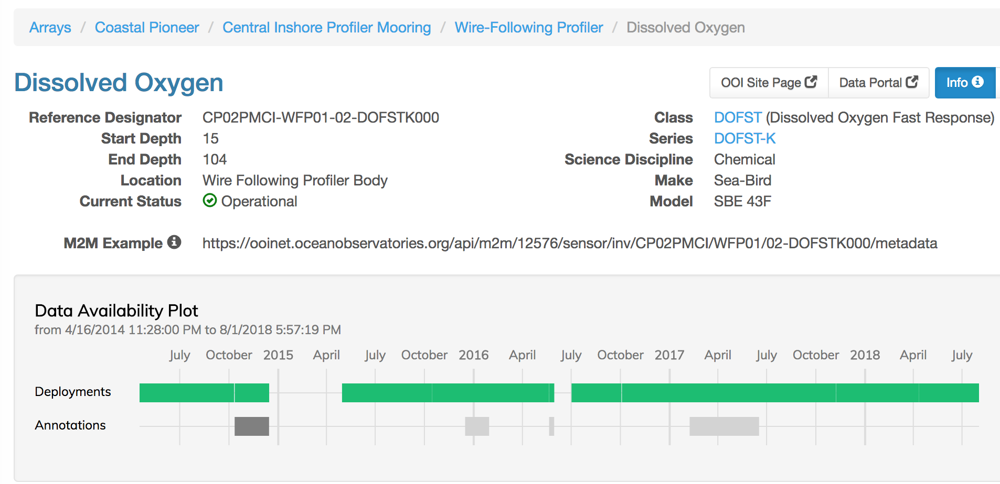 Arrays / Coastal Pioneer / Central Inshore Profiler Mooring / Wire-Following Profiler / Dissolved Oxygen
Dissolved Oxygen
OOI Site Page Data Portal Info
Reference Designator CP02PMCI-WFP01-02-DOFSTK000 Class DOFST (Dissolved Oxygen Fast Response)
Start Depth 15 Series DOFST-K
End Depth 104 Science Discipline Chemical
Location Wire Following Profiler Body Make Sea-Bird
Current Status Operational Model SBE 43F
M2M Example https://ooinet.oceanobservatories.org/api/m2m/12576/sensor/inv/CP02PMCI/WFP01/02-DOFSTK000/metadata
Data Availability Plot
from 4/16/2014 11:28:00 PM to 8/1/2018 5:57:19 PM
July October 2015 April July October 2016 April July October 2017 April July October 2018 April July
Deployments
Annotations